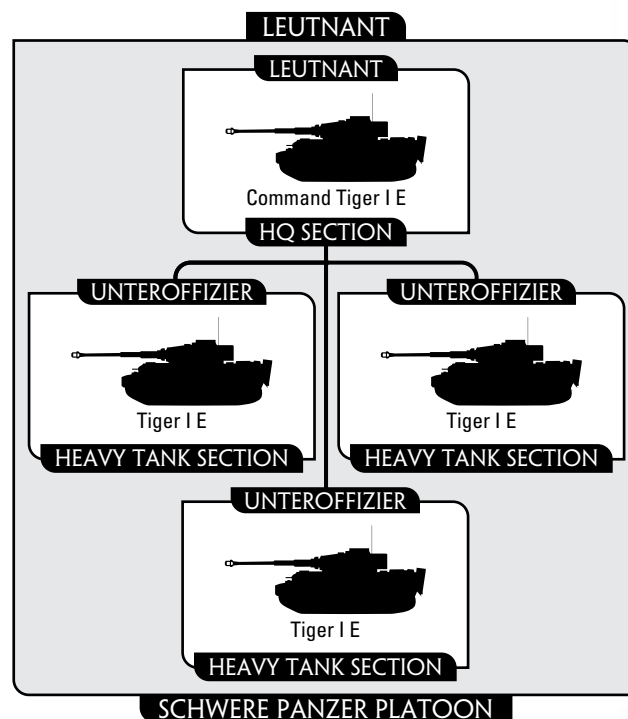 LEUTNANT
LEUTNANT
Command Tiger I E
HQ SECTION
UNTEROFFIZIER
Tiger I E
HEAVY TANK SECTION
UNTEROFFIZIER
Tiger I E
HEAVY TANK SECTION
UNTEROFFIZIER
Tiger I E
HEAVY TANK SECTION
SCHWERE PANZER PLATOON